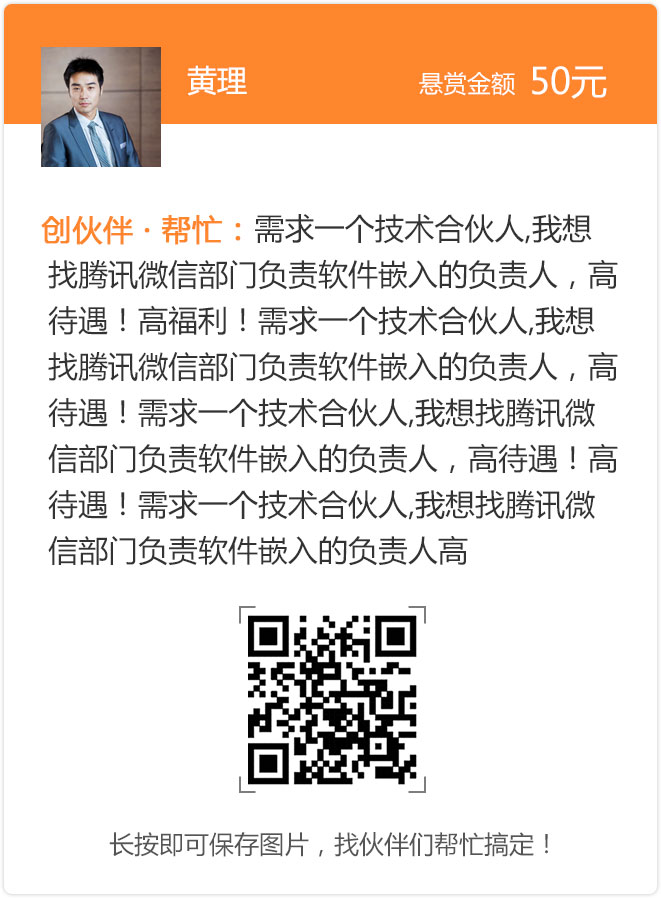 黄理
悬赏金额 50元
创伙伴·帮忙：需求一个技术合伙人,我想
找腾讯微信部门负责软件嵌入的负责人，高
待遇！高福利！需求一个技术合伙人,我想
找腾讯微信部门负责软件嵌入的负责人，高
待遇！需求一个技术合伙人,我想找腾讯微
信部门负责软件嵌入的负责人，高待遇！高
待遇！需求一个技术合伙人,我想找腾讯微
信部门负责软件嵌入的负责人高
长按即可保存图片，找伙伴们帮忙搞定！